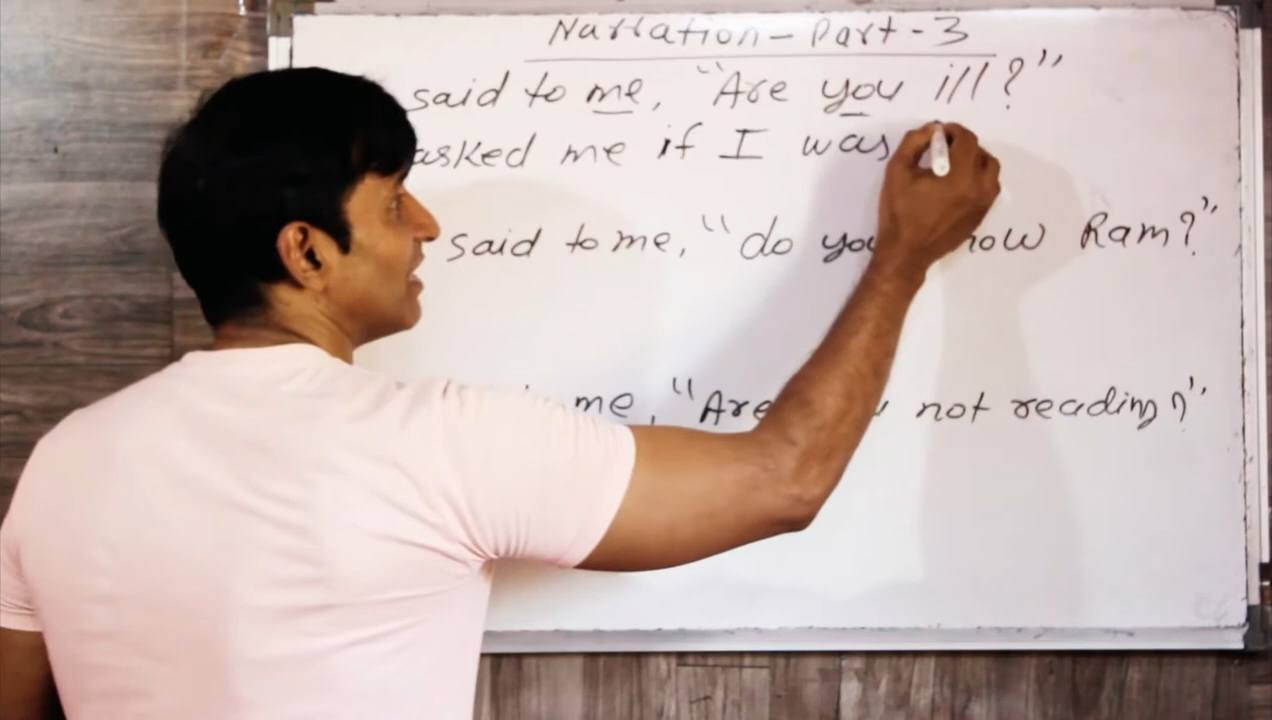 Narration - Part - 3
said to me, "Are you ill?"
asked me if I was
said to me, "do you now Ram?"
me, "Are not reading?"